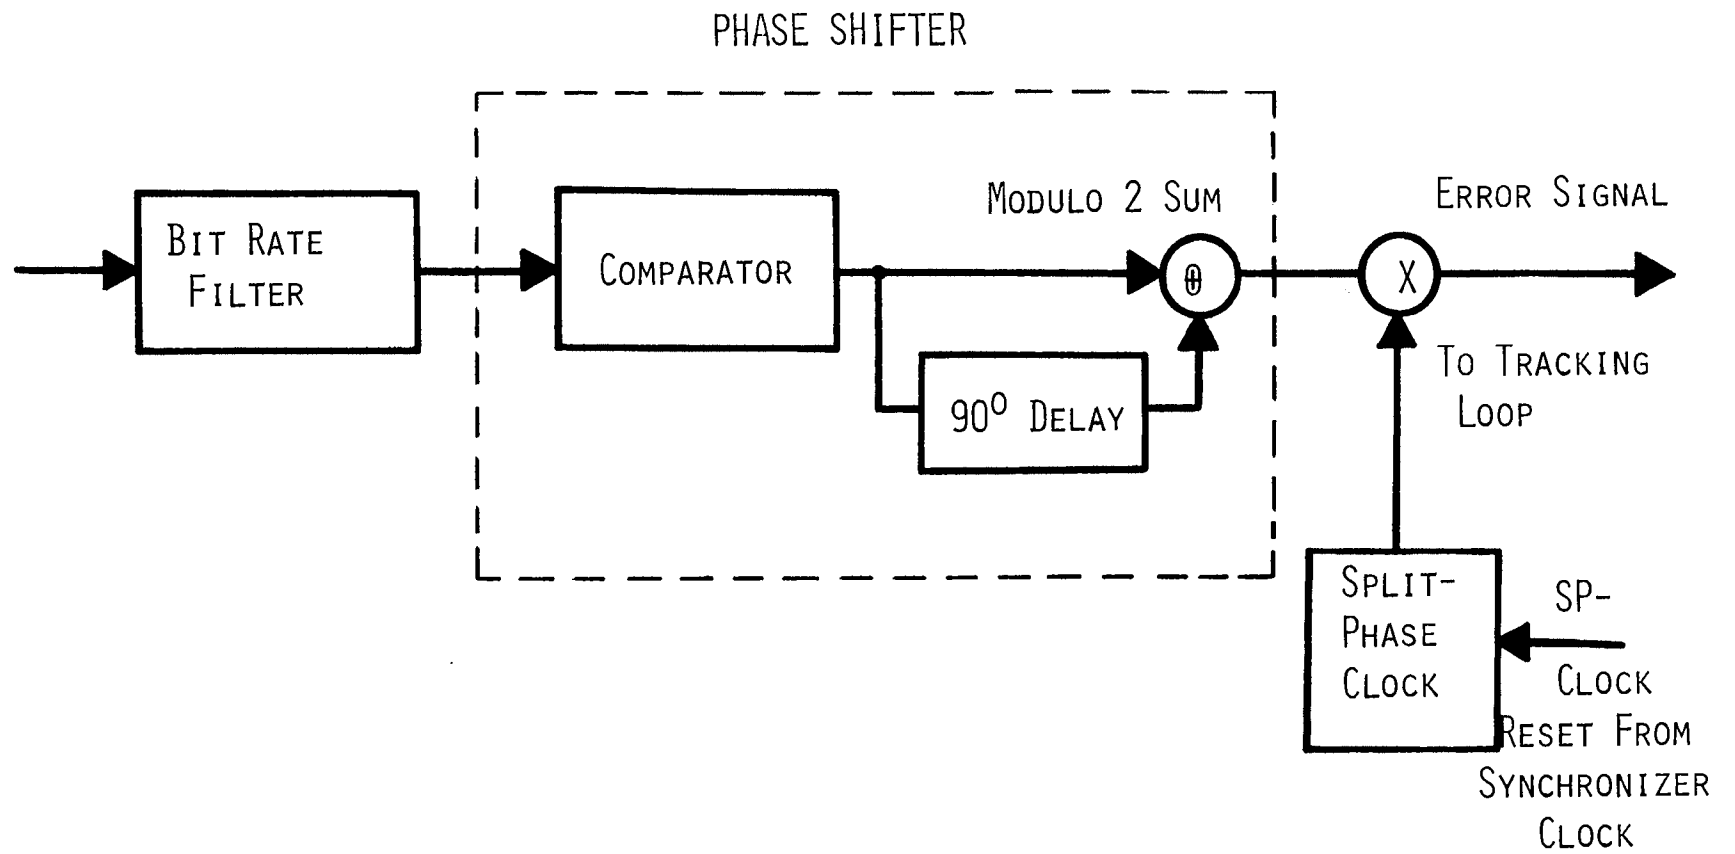 PHASE SHIFTER
BIT RATE
FILTER
COMPARATOR
MODULO 2 SUM
⊕
90⁰ DELAY
X
ERROR SIGNAL
TO TRACKING
LOOP
SPLIT-
PHASE
CLOCK
SP-
CLOCK
RESET FROM
SYNCHRONIZER
CLOCK